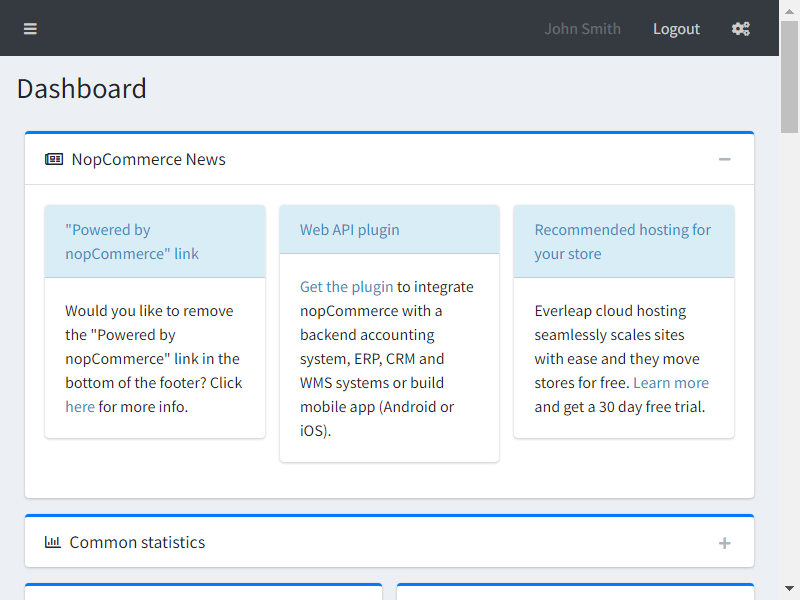 John Smith
Logout
Dashboard
NopCommerce News
"Powered by
nopCommerce" link
Would you like to remove
the "Powered by
nopCommerce" link in the
bottom of the footer? Click
here for more info.
Web API plugin
Get the plugin to integrate
nopCommerce with a
backend accounting
system, ERP, CRM and
WMS systems or build
mobile app (Android or
iOS).
Recommended hosting for
your store
Everleap cloud hosting
seamlessly scales sites
with ease and they move
stores for free. Learn more
and get a 30 day free trial.
Common statistics